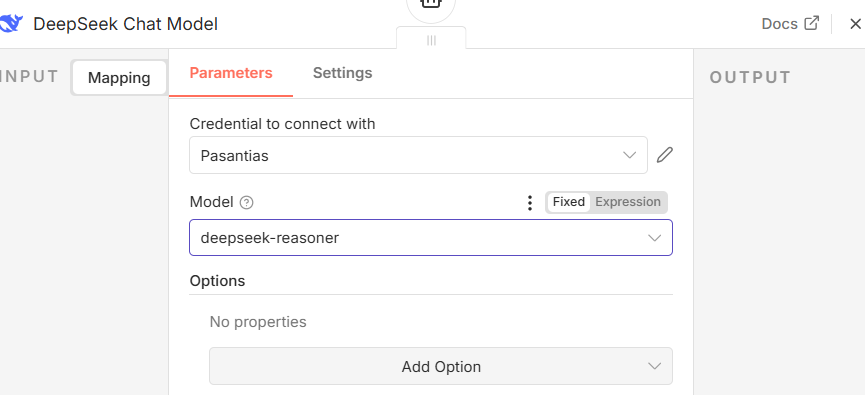 DeepSeek Chat Model
Docs
INPUT
Mapping
Parameters
Settings
OUTPUT
Credential to connect with
Pasantias
Model
Fixed
Expression
deepseek-reasoner
Options
No properties
Add Option